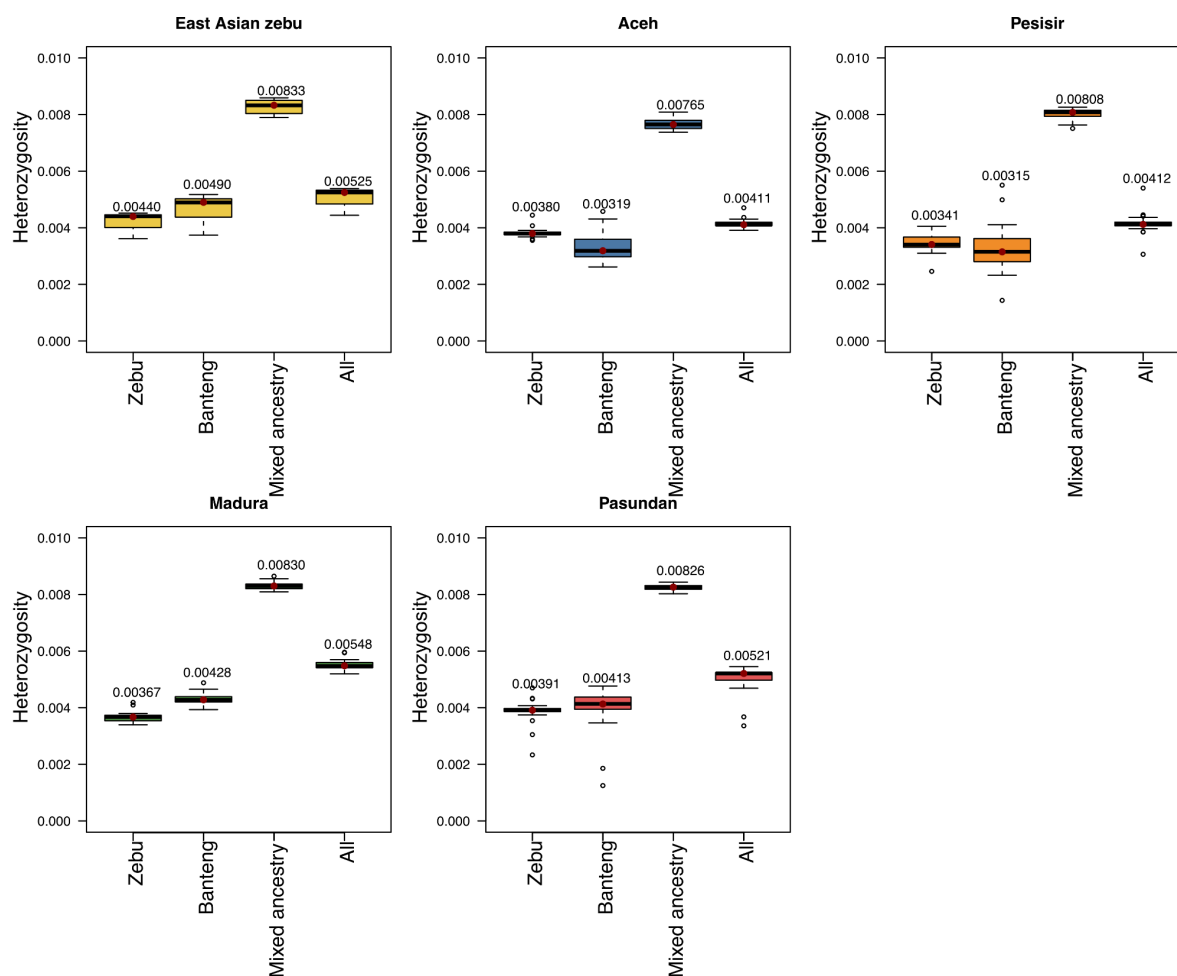 East Asian zebu
Heterozygosity
0.010
0.008
0.006
0.004
0.002
0.000
0.00440
0.00490
0.00833
0.00525
Zebu
Banteng
Mixed ancestry
All
Aceh
Heterozygosity
0.010
0.008
0.006
0.004
0.002
0.000
0.00380
0.00319
0.00765
0.00411
Zebu
Banteng
Mixed ancestry
All
Pesisir
Heterozygosity
0.010
0.008
0.006
0.004
0.002
0.000
0.00341
0.00315
0.00808
0.00412
Zebu
Banteng
Mixed ancestry
All
Madura
Heterozygosity
0.010
0.008
0.006
0.004
0.002
0.000
0.00367
0.00428
0.00830
0.00548
Zebu
Banteng
Mixed ancestry
All
Pasundan
Heterozygosity
0.010
0.008
0.006
0.004
0.002
0.000
0.00391
0.00413
0.00826
0.00521
Zebu
Banteng
Mixed ancestry
All